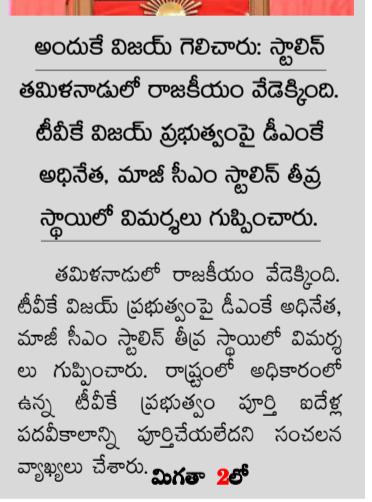 అందుకే విజయ్ గెలిచారు: స్టాలిన్
తమిళనాడులో రాజకీయం వేడెక్కింది.
టీవీకే విజయ్ ప్రభుత్వంపై డీఎంకే
అధినేత, మాజీ సీఎం స్టాలిన్ తీవ్ర
స్థాయిలో విమర్శలు గుప్పించారు.
తమిళనాడులో రాజకీయం వేడెక్కింది.
టీవీకే విజయ్ ప్రభుత్వంపై డీఎంకే అధినేత,
మాజీ సీఎం స్టాలిన్ తీవ్ర స్థాయిలో విమర్శ
లు గుప్పించారు. రాష్ట్రంలో అధికారంలో
ఉన్న టీవీకే ప్రభుత్వం పూర్తి ఐదేళ్ల
పదవీకాలాన్ని పూర్తిచేయలేదని సంచలన
వ్యాఖ్యలు చేశారు. మిగతా 2లో